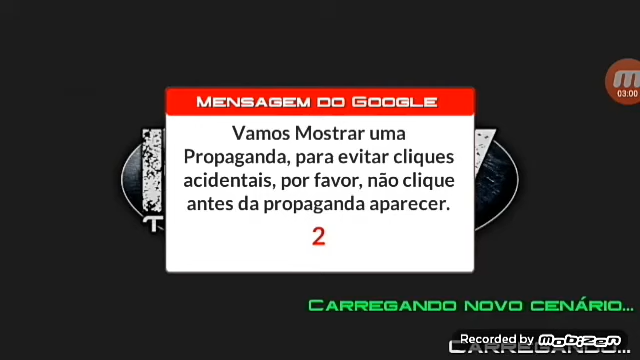 Mensagem do Google
Vamos Mostrar uma
Propaganda, para evitar cliques
acidentais, por favor, não clique
antes da propaganda aparecer.
2
03:00
Carregando novo cenário...
Recorded by Mobizen
Carregando...